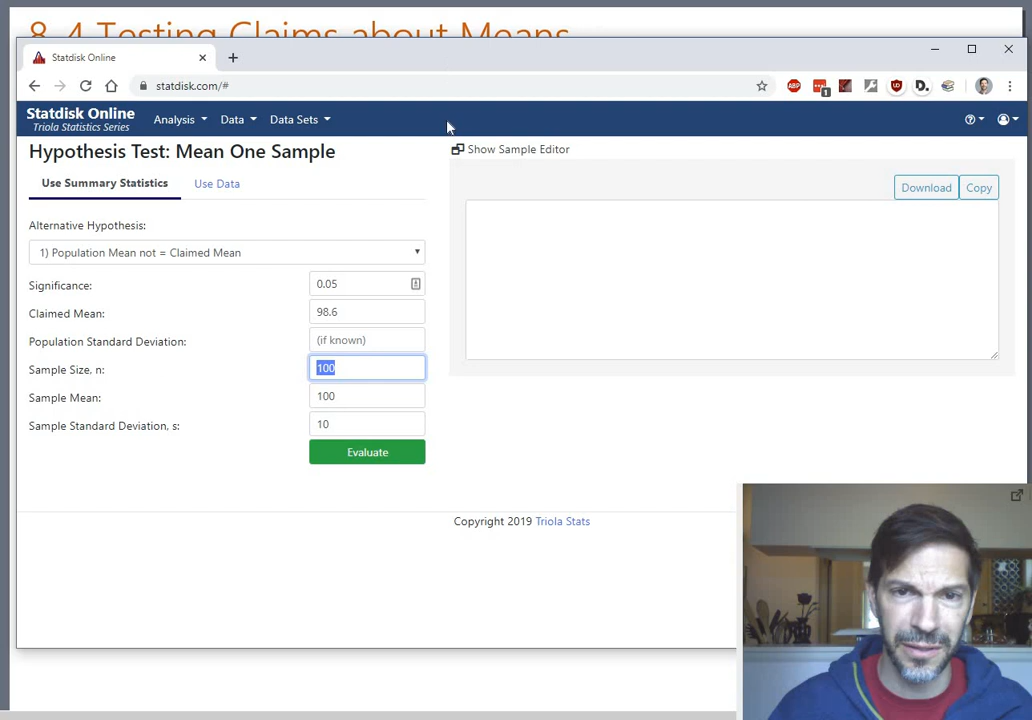 8.4 Testing Claims about Means
Statdisk Online
statdisk.com/#
ABP
1
Statdisk Online
Triola Statistics Series
Analysis
Data
Data Sets
Hypothesis Test: Mean One Sample
Show Sample Editor
Use Summary Statistics
Use Data
Download
Copy
Alternative Hypothesis:
1) Population Mean not = Claimed Mean
Significance:
0.05
Claimed Mean:
98.6
Population Standard Deviation:
(if known)
Sample Size, n:
100
Sample Mean:
100
Sample Standard Deviation, s:
10
Evaluate
Copyright 2019 Triola Stats